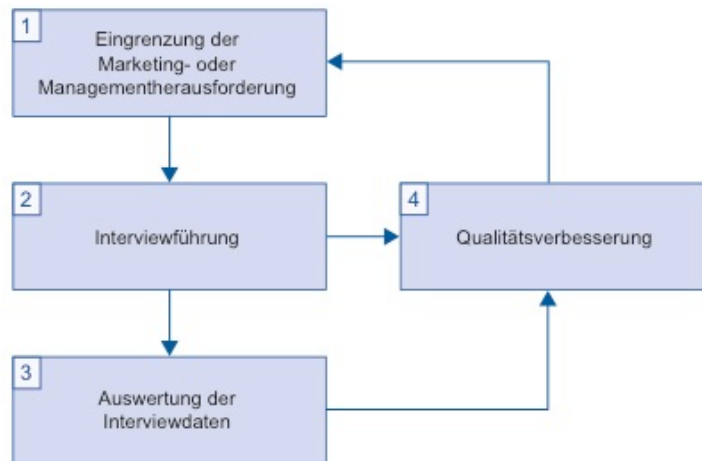 1
Eingrenzung der
Marketing- oder
Managementherausforderung
2
Interviewführung
4
Qualitätsverbesserung
3
Auswertung der
Interviewdaten